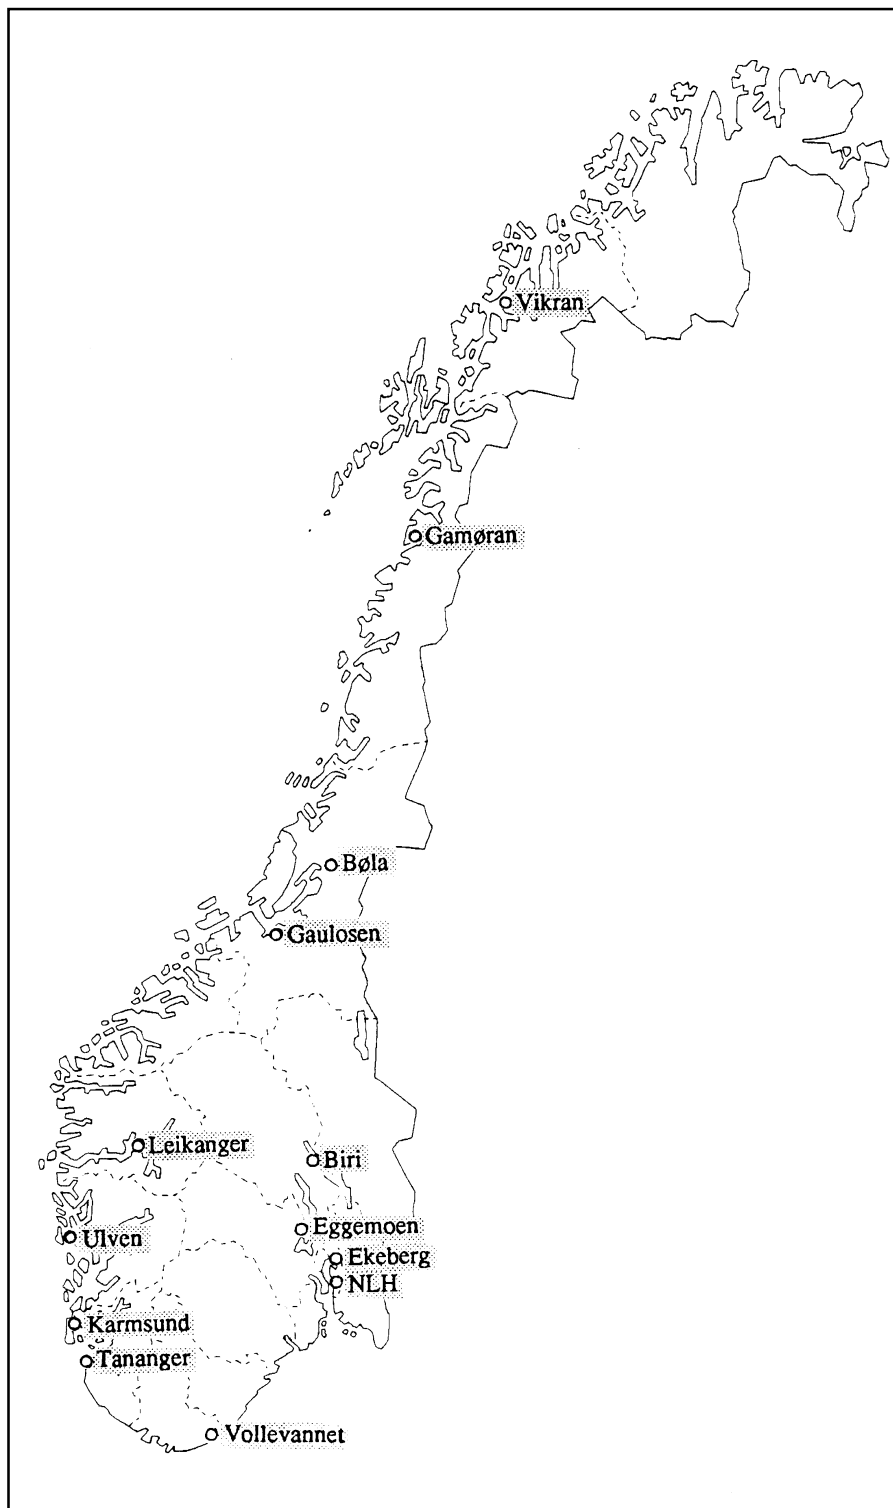 Vikran
Gamøran
Bøla
Gaulosen
Leikanger
Biri
Eggemoen
Ulven
Ekeberg
NLH
Karmsund
Tananger
Vollevannet